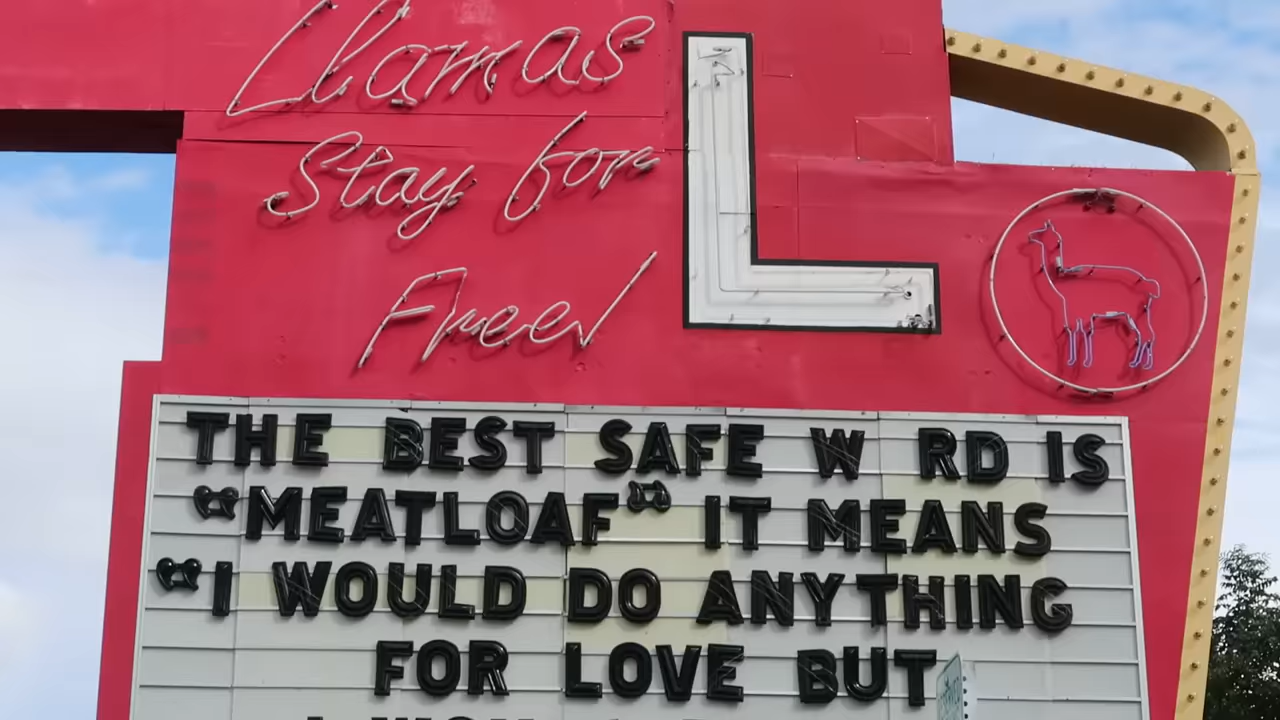 Llamas
Stay for
Free!
L
THE BEST SAFE W RD IS
"MEATLOAF" IT MEANS
"I WOULD DO ANYTHING
FOR LOVE BUT